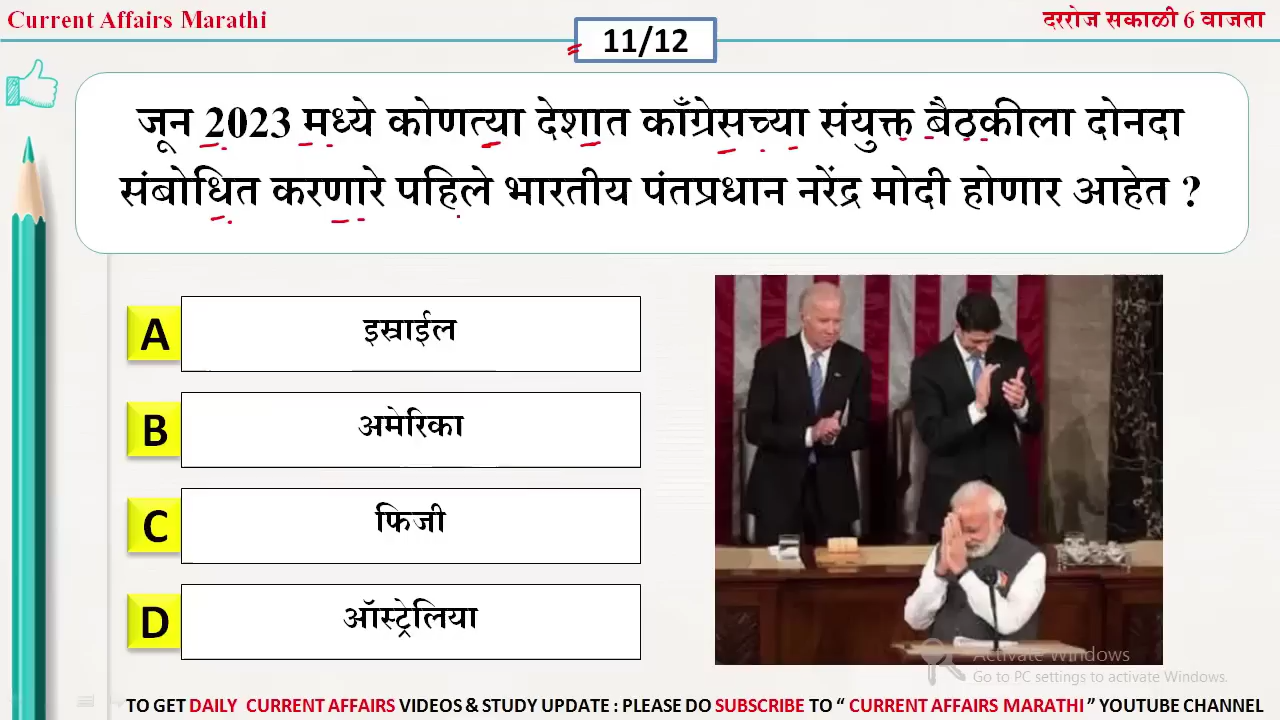 Current Affairs Marathi
दररोज सकाळी 6 वाजता
11/12
जून 2023 मध्ये कोणत्या देशात काँग्रेसच्या संयुक्त बैठकीला दोनदा
संबोधित करणारे पहिले भारतीय पंतप्रधान नरेंद्र मोदी होणार आहेत ?
A
इस्राईल
B
अमेरिका
C
फिजी
D
ऑस्ट्रेलिया
Activate Windows
Go to PC settings to activate Windows.
TO GET DAILY CURRENT AFFAIRS VIDEOS & STUDY UPDATE : PLEASE DO SUBSCRIBE TO “ CURRENT AFFAIRS MARATHI ” YOUTUBE CHANNEL